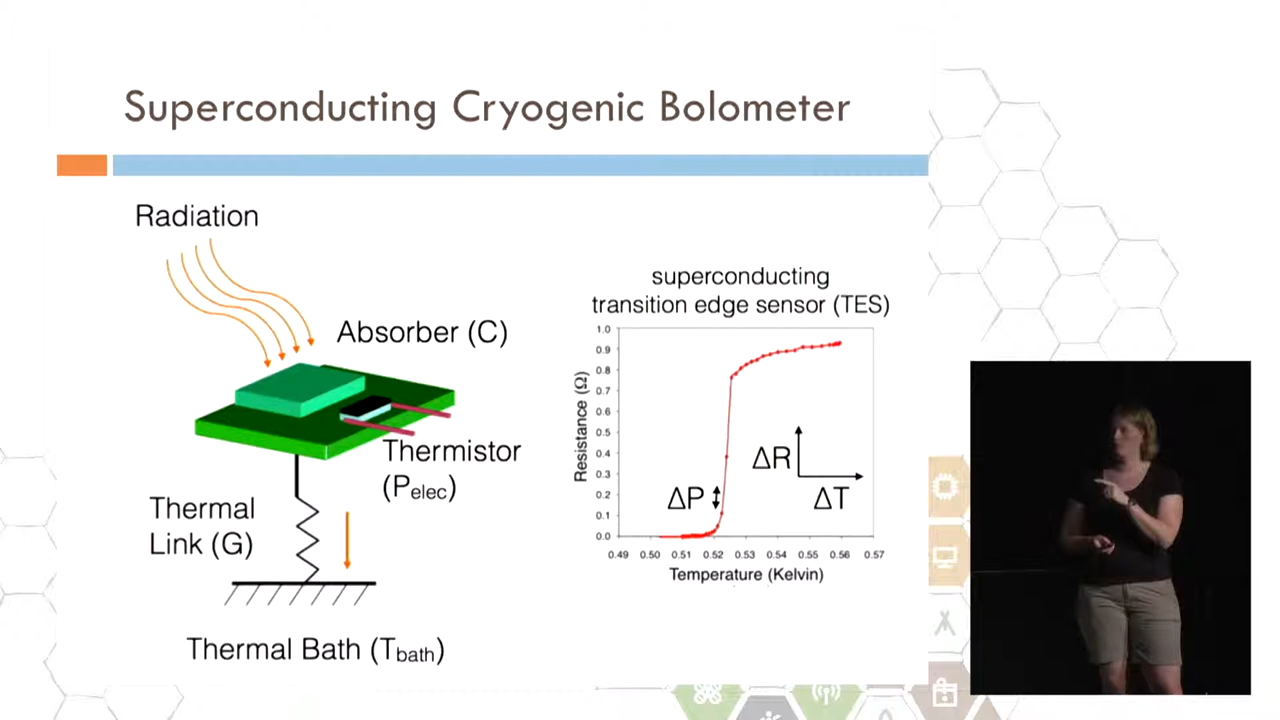 Superconducting Cryogenic Bolometer
Radiation
Absorber (C)
Thermistor
(Pelec)
Thermal
Link (G)
Thermal Bath (Tbath)
superconducting
transition edge sensor (TES)
Resistance (Ω)
1.0
0.9
0.8
0.7
0.6
0.5
0.4
0.3
0.2
0.1
0.0
ΔR
ΔP
ΔT
0.49 0.50 0.51 0.52 0.53 0.54 0.55 0.56 0.57
Temperature (Kelvin)